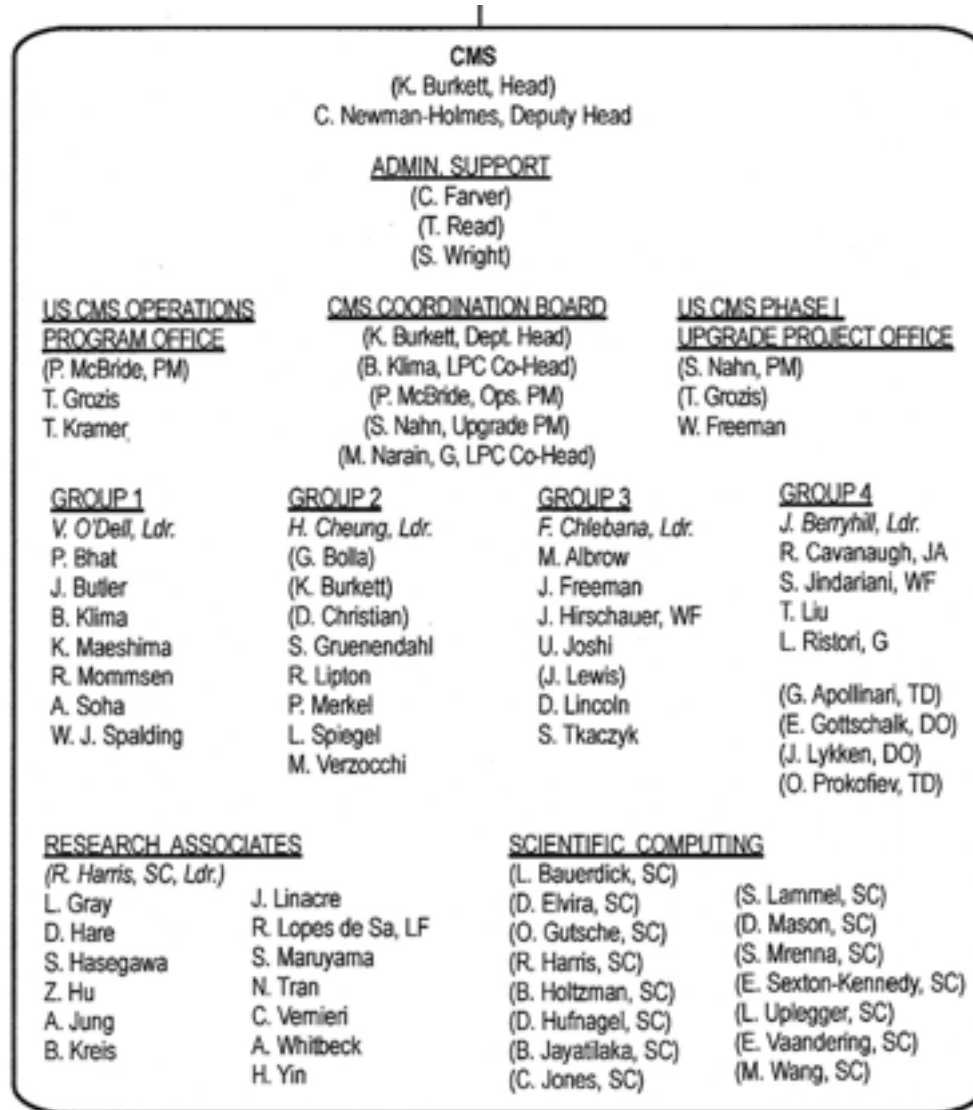 CMS
(K. Burkett, Head)
C. Newman-Holmes, Deputy Head
ADMIN. SUPPORT
(C. Farver)
(T. Read)
(S. Wright)
US CMS OPERATIONS
PROGRAM OFFICE
(P. McBride, PM)
T. Grozis
T. Kramer
CMS COORDINATION BOARD
(K. Burkett, Dept. Head)
(B. Klima, LPC Co-Head)
(P. McBride, Ops. PM)
(S. Nahn, Upgrade PM)
(M. Narain, G, LPC Co-Head)
US CMS PHASE I
UPGRADE PROJECT OFFICE
(S. Nahn, PM)
(T. Grozis)
W. Freeman
GROUP 1
V. O'Dell, Ldr.
P. Bhat
J. Butler
B. Klima
K. Maeshima
R. Mommsen
A. Soha
W. J. Spalding
GROUP 2
H. Cheung, Ldr.
(G. Bolla)
(K. Burkett)
(D. Christian)
S. Gruenendahl
R. Lipton
P. Merkel
L. Spiegel
M. Verzocchi
GROUP 3
F. Chlebana, Ldr.
M. Albrow
J. Freeman
J. Hirschauer, WF
U. Joshi
(J. Lewis)
D. Lincoln
S. Tkaczyk
GROUP 4
J. Berryhill, Ldr.
R. Cavanaugh, JA
S. Jindariani, WF
T. Liu
L. Ristori, G
(G. Apollinari, TD)
(E. Gottschalk, DO)
(J. Lykken, DO)
(O. Prokofiev, TD)
RESEARCH ASSOCIATES
(R. Harris, SC, Ldr.)
L. Gray
D. Hare
S. Hasegawa
Z. Hu
A. Jung
B. Kreis
J. Linacre
R. Lopes de Sa, LF
S. Maruyama
N. Tran
C. Vernieri
A. Whitbeck
H. Yin
SCIENTIFIC COMPUTING
(L. Bauerdick, SC)
(D. Elvira, SC)
(O. Gutsche, SC)
(R. Harris, SC)
(B. Holtzman, SC)
(D. Hufnagel, SC)
(B. Jayatilaka, SC)
(C. Jones, SC)
(S. Lammel, SC)
(D. Mason, SC)
(S. Mrenna, SC)
(E. Sexton-Kennedy, SC)
(L. Uplegger, SC)
(E. Vaandering, SC)
(M. Wang, SC)